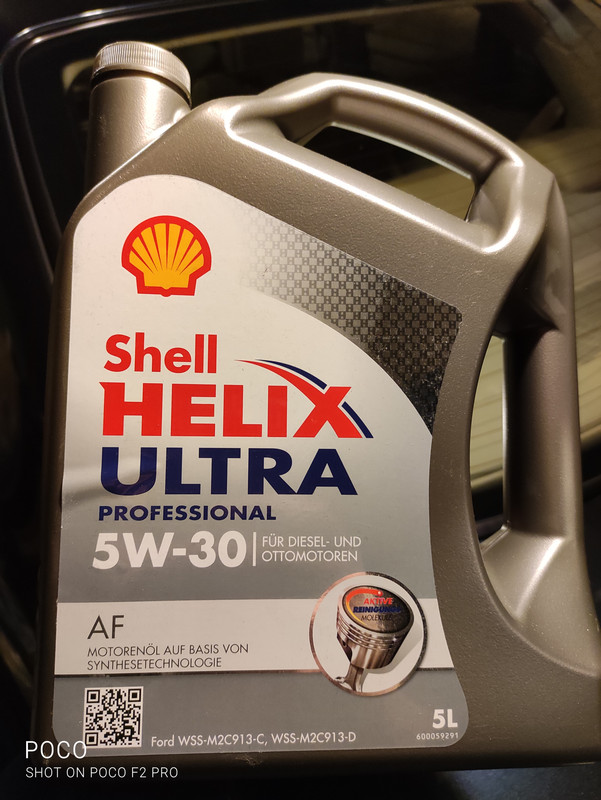 Shell
HELIX
ULTRA
PROFESSIONAL
5W-30
FÜR DIESEL- UND
OTTOMOTOREN
AKTIVE
REINIGUNGS
MOLEKÜLE
AF
MOTORENÖL AUF BASIS VON
SYNTHESETECHNOLOGIE
5L
600059291
Ford WSS-M2C913-C, WSS-M2C913-D
POCO
SHOT ON POCO F2 PRO